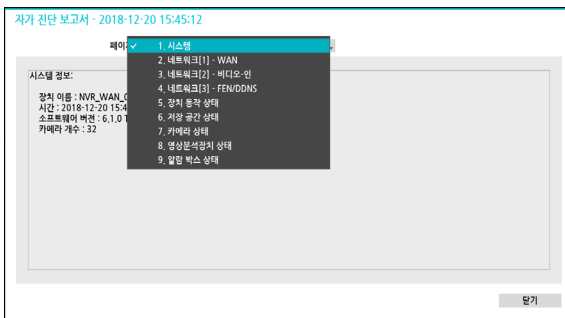 자가 진단 보고서 - 2018-12-20 15:45:12
페이
✓ 1. 시스템
2. 네트워크[1] - WAN
3. 네트워크[2] - 비디오-인
4. 네트워크[3] - FEN/DDNS
5. 장치 동작 상태
6. 저장 공간 상태
7. 카메라 상태
8. 영상분석장치 상태
9. 알람 박스 상태
시스템 정보:
장치 이름 : NVR_WAN_
시간 : 2018-12-20 15:4
소프트웨어 버전 : 6.1.0
카메라 개수 : 32
닫기